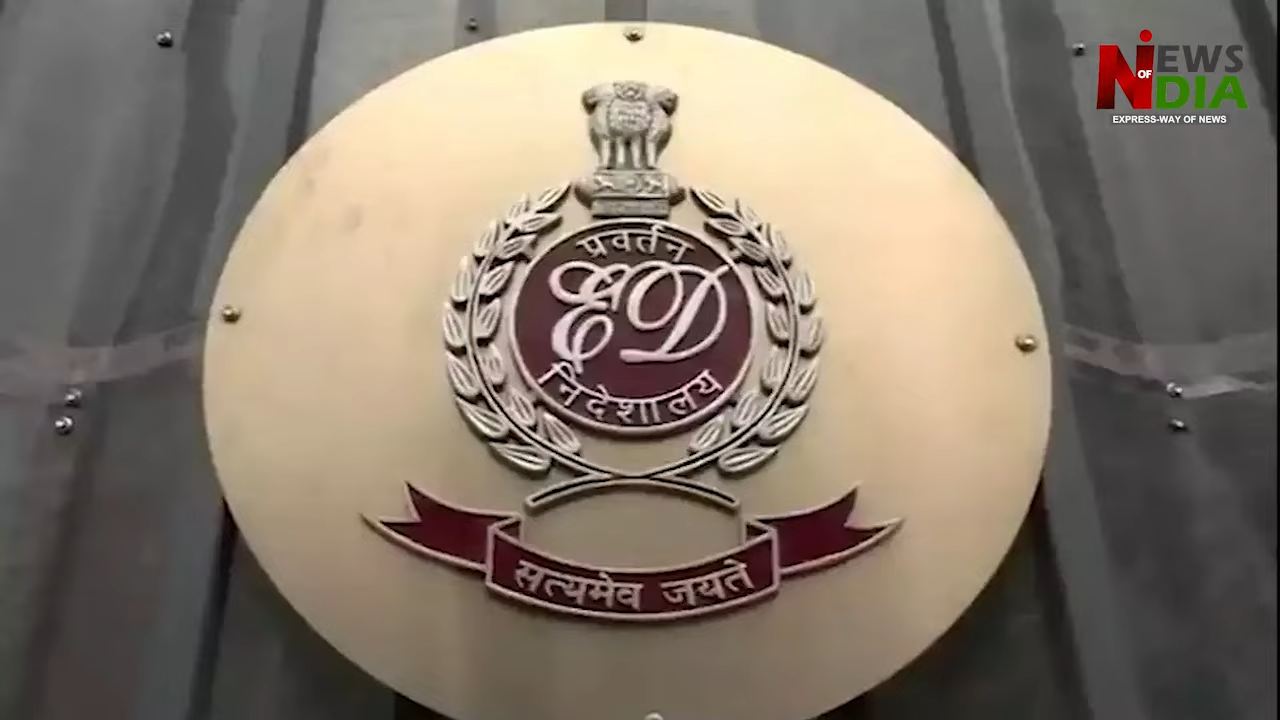 NEWS
OF
INDIA
EXPRESS-WAY OF NEWS
प्रवर्तन
ED
निदेशालय
सत्यमेव जयते